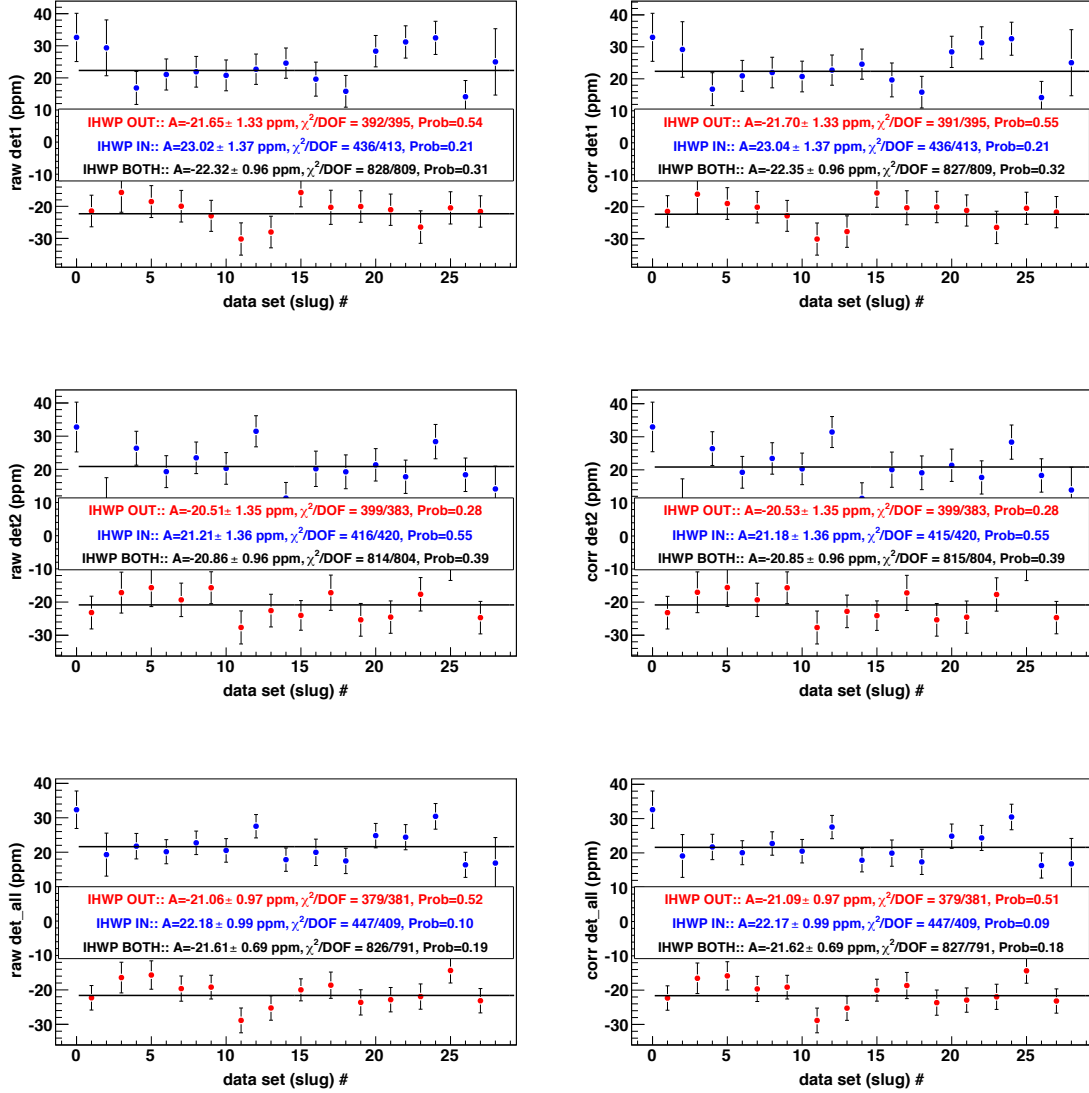 raw det1 (ppm)
40
30
20
10
0
-10
-20
-30
IHWP OUT:: A=-21.65± 1.33 ppm, χ²/DOF = 392/395, Prob=0.54
IHWP IN:: A=23.02 ± 1.37 ppm, χ²/DOF = 436/413, Prob=0.21
IHWP BOTH:: A=-22.32 ± 0.96 ppm, χ²/DOF = 828/809, Prob=0.31
0 5 10 15 20 25
data set (slug) #
corr det1 (ppm)
40
30
20
10
0
-10
-20
-30
IHWP OUT:: A=-21.70± 1.33 ppm, χ²/DOF = 391/395, Prob=0.55
IHWP IN:: A=23.04 ± 1.37 ppm, χ²/DOF = 436/413, Prob=0.21
IHWP BOTH:: A=-22.35 ± 0.96 ppm, χ²/DOF = 827/809, Prob=0.32
0 5 10 15 20 25
data set (slug) #
raw det2 (ppm)
40
30
20
10
0
-10
-20
-30
IHWP OUT:: A=-20.51± 1.35 ppm, χ²/DOF = 399/383, Prob=0.28
IHWP IN:: A=21.21 ± 1.36 ppm, χ²/DOF = 416/420, Prob=0.55
IHWP BOTH:: A=-20.86 ± 0.96 ppm, χ²/DOF = 814/804, Prob=0.39
0 5 10 15 20 25
data set (slug) #
corr det2 (ppm)
40
30
20
10
0
-10
-20
-30
IHWP OUT:: A=-20.53± 1.35 ppm, χ²/DOF = 399/383, Prob=0.28
IHWP IN:: A=21.18 ± 1.36 ppm, χ²/DOF = 415/420, Prob=0.55
IHWP BOTH:: A=-20.85 ± 0.96 ppm, χ²/DOF = 815/804, Prob=0.39
0 5 10 15 20 25
data set (slug) #
raw det_all (ppm)
40
30
20
10
0
-10
-20
-30
IHWP OUT:: A=-21.06± 0.97 ppm, χ²/DOF = 379/381, Prob=0.52
IHWP IN:: A=22.18 ± 0.99 ppm, χ²/DOF = 447/409, Prob=0.10
IHWP BOTH:: A=-21.61 ± 0.69 ppm, χ²/DOF = 826/791, Prob=0.19
0 5 10 15 20 25
data set (slug) #
corr det_all (ppm)
40
30
20
10
0
-10
-20
-30
IHWP OUT:: A=-21.09± 0.97 ppm, χ²/DOF = 379/381, Prob=0.51
IHWP IN:: A=22.17 ± 0.99 ppm, χ²/DOF = 447/409, Prob=0.09
IHWP BOTH:: A=-21.62 ± 0.69 ppm, χ²/DOF = 827/791, Prob=0.18
0 5 10 15 20 25
data set (slug) #